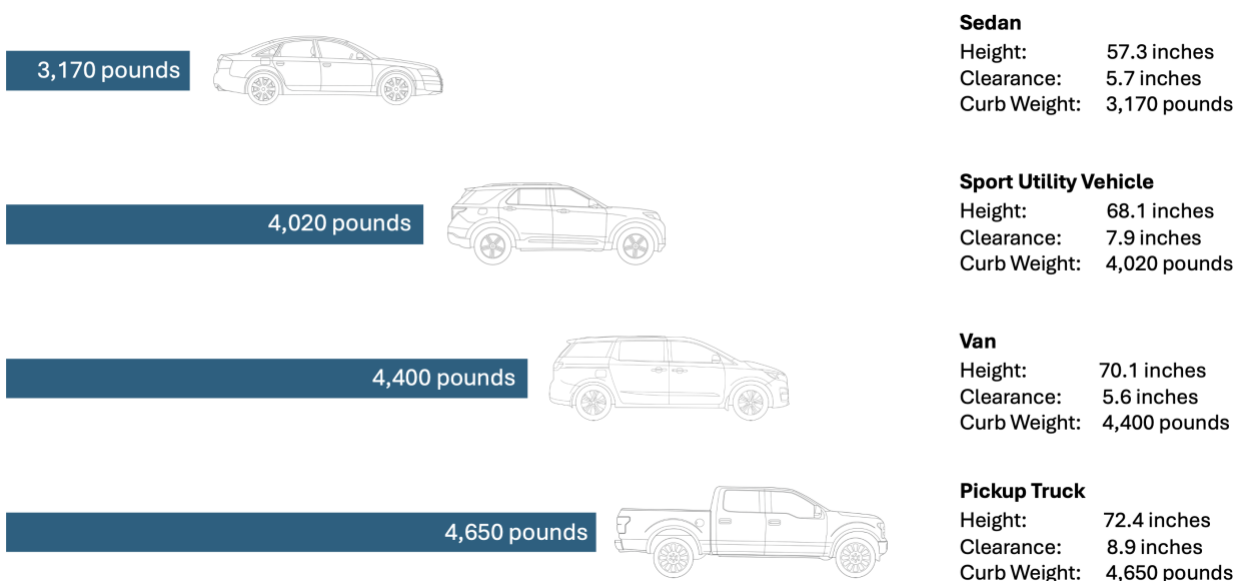 3,170 pounds
Sedan
Height: 57.3 inches
Clearance: 5.7 inches
Curb Weight: 3,170 pounds
4,020 pounds
Sport Utility Vehicle
Height: 68.1 inches
Clearance: 7.9 inches
Curb Weight: 4,020 pounds
4,400 pounds
Van
Height: 70.1 inches
Clearance: 5.6 inches
Curb Weight: 4,400 pounds
4,650 pounds
Pickup Truck
Height: 72.4 inches
Clearance: 8.9 inches
Curb Weight: 4,650 pounds